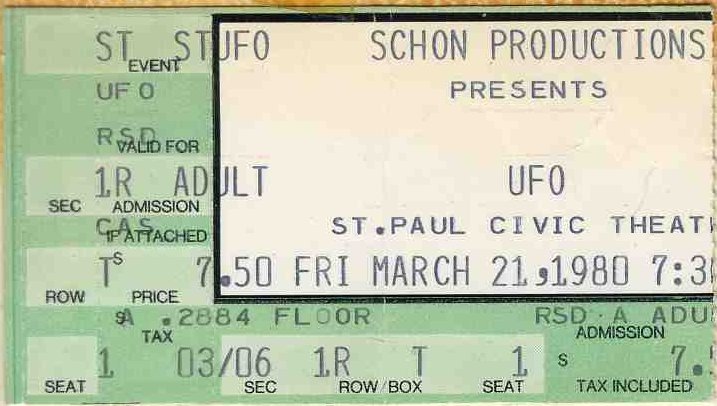 ST STUFO SCHON PRODUCTIONS
EVENT
UFO PRESENTS
RSD
VALID FOR
1R ADULT UFO
SEC ADMISSION
CAS ST.PAUL CIVIC THEAT
IF ATTACHED
T S 7.50 FRI MARCH 21,1980 7:3
ROW PRICE
A .2884 FLOOR RSD A ADU
TAX ADMISSION
1 03/06 1R T 1 S 7.
SEAT SEC ROW/BOX SEAT TAX INCLUDED